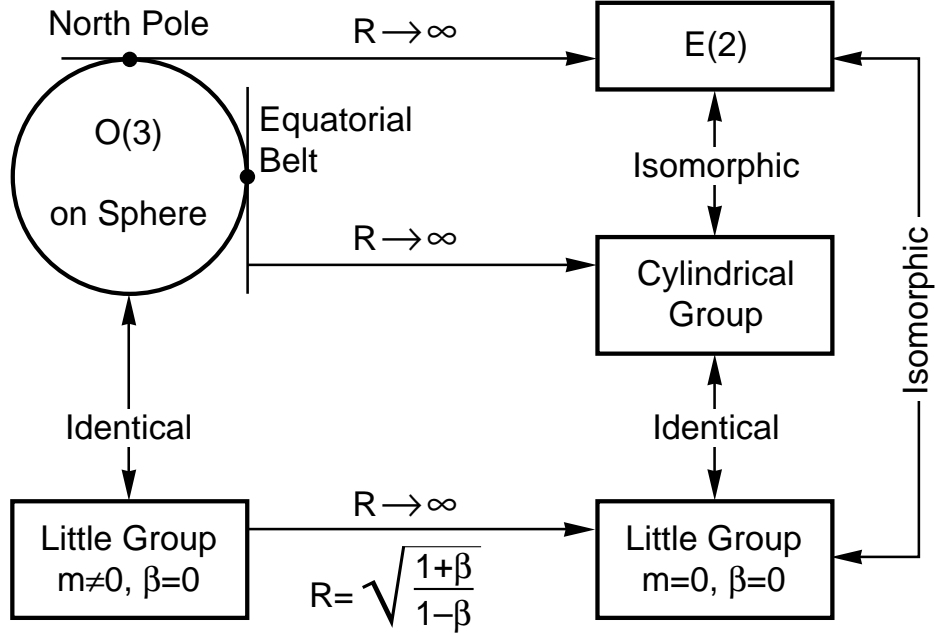 North Pole
R→∞
E(2)
O(3)
on Sphere
Equatorial
Belt
Isomorphic
R→∞
Cylindrical
Group
Isomorphic
Identical
Identical
Little Group
m≠0, β=0
R→∞
R= √((1+β)/(1−β))
Little Group
m=0, β=0